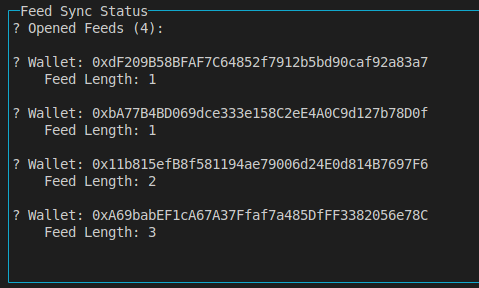 Feed Sync Status
? Opened Feeds (4):
? Wallet: 0xdF209B58BFAF7C64852f7912b5bd90caf92a83a7
Feed Length: 1
? Wallet: 0xbA77B4BD069dce333e158C2eE4A0C9d127b78D0f
Feed Length: 1
? Wallet: 0x11b815efB8f581194ae79006d24E0d814B7697F6
Feed Length: 2
? Wallet: 0xA69babEF1cA67A37Ffaf7a485DfFF3382056e78C
Feed Length: 3